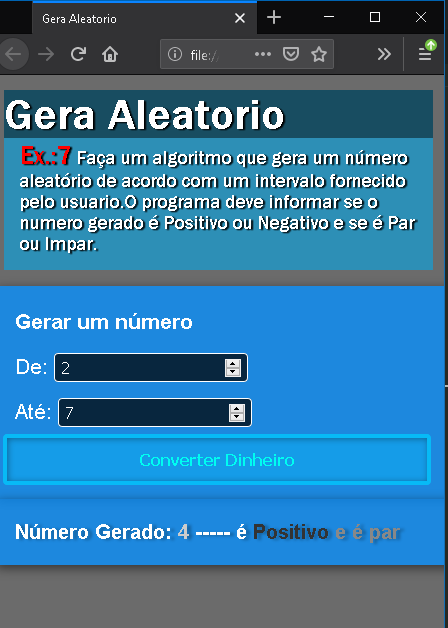 Gera Aleatorio
file:/
Gera Aleatorio
Ex.:7 Faça um algoritmo que gera um número
aleatório de acordo com um intervalo fornecido
pelo usuario.O programa deve informar se o
numero gerado é Positivo ou Negativo e se é Par
ou Impar.
Gerar um número
De: 2
Até: 7
Converter Dinheiro
Número Gerado: 4 ----- é Positivo e é par